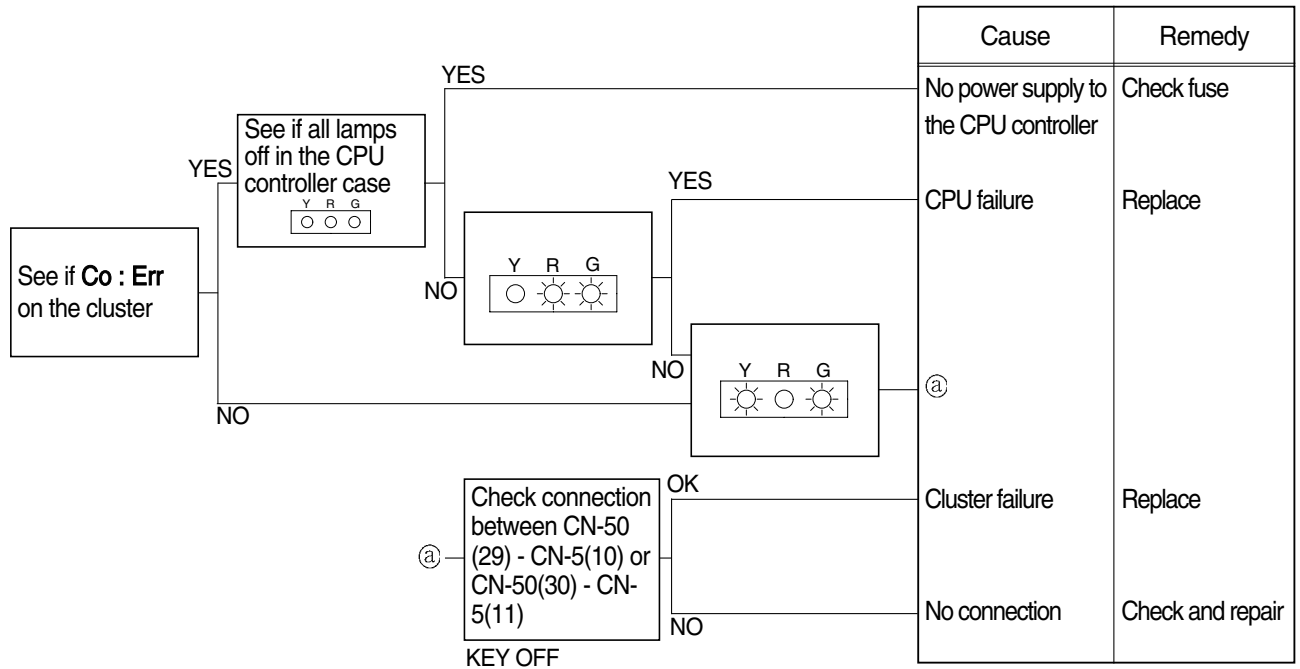 Cause
Remedy
YES
No power supply to
the CPU controller
Check fuse
See if all lamps
off in the CPU
controller case
Y R G
YES
YES
CPU failure
Replace
See if Co : Err
on the cluster
Y R G
NO
NO
Y R G
ⓐ
NO
Check connection
between CN-50
(29) - CN-5(10) or
CN-50(30) - CN-
5(11)
OK
Cluster failure
Replace
ⓐ
No connection
Check and repair
NO
KEY OFF